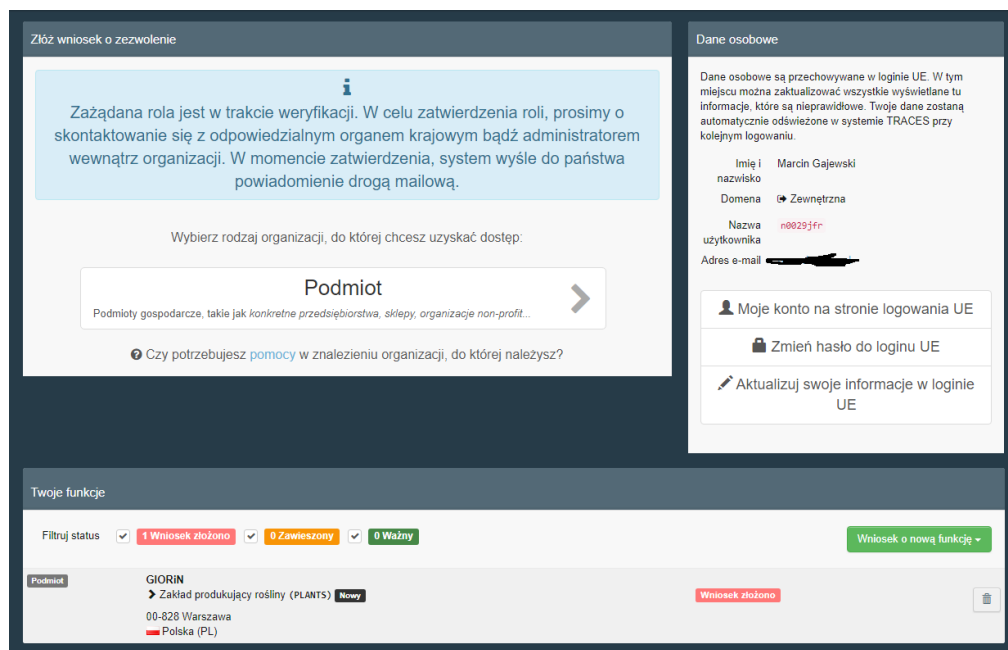 Złóż wniosek o zezwolenie
Zażądana rola jest w trakcie weryfikacji. W celu zatwierdzenia roli, prosimy o
skontaktowanie się z odpowiedzialnym organem krajowym bądź administratorem
wewnątrz organizacji. W momencie zatwierdzenia, system wyśle do państwa
powiadomienie drogą mailową.
Wybierz rodzaj organizacji, do której chcesz uzyskać dostęp:
Podmiot
Podmioty gospodarcze, takie jak konkretne przedsiębiorstwa, sklepy, organizacje non-profit...
Czy potrzebujesz pomocy w znalezieniu organizacji, do której należysz?
Dane osobowe
Dane osobowe są przechowywane w loginie UE. W tym
miejscu można zaktualizować wszystkie wyświetlane tu
informacje, które są nieprawidłowe. Twoje dane zostaną
automatycznie odświeżone w systemie TRACES przy
kolejnym logowaniu.
Imię i nazwisko Marcin Gajewski
Domena Zewnętrzna
Nazwa użytkownika n0029jfr
Adres e-mail
Moje konto na stronie logowania UE
Zmień hasło do loginu UE
Aktualizuj swoje informacje w loginie
UE
Twoje funkcje
Filtruj status 1 Wniosek złożono 0 Zawieszony 0 Ważny Wniosek o nową funkcję
Podmiot GIORiN
Zakład produkujący rośliny (PLANTS) Nowy Wniosek złożono
00-828 Warszawa
Polska (PL)